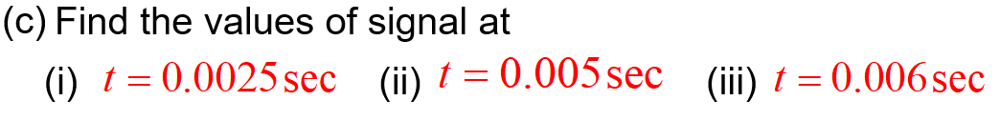 (c) Find the values of signal at
(i) t = 0.0025 sec (ii) t = 0.005 sec (iii) t = 0.006 sec